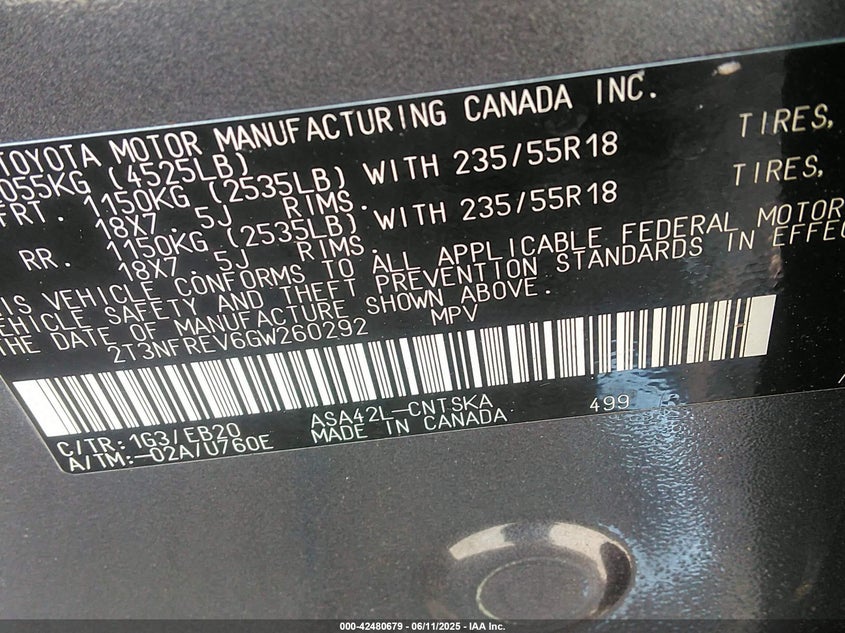 TOYOTA MOTOR MANUFACTURING CANADA INC.
055KG (4525LB)
FRT. 1150KG (2535LB) WITH 235/55R18 TIRES,
18X7.5J RIMS.
RR. 1150KG (2535LB) WITH 235/55R18 TIRES,
18X7.5J RIMS.
IS VEHICLE CONFORMS TO ALL APPLICABLE FEDERAL MOTOR
EHICLE SAFETY AND THEFT PREVENTION STANDARDS IN EFFEC
THE DATE OF MANUFACTURE SHOWN ABOVE.
2T3NFREV6GW260292 MPV
C/TR: 1G3/EB20 ASA42L-CNTSKA 499
A/TM:-02A/U760E MADE IN CANADA
000-42480679 - 06/11/2025 - IAA Inc.